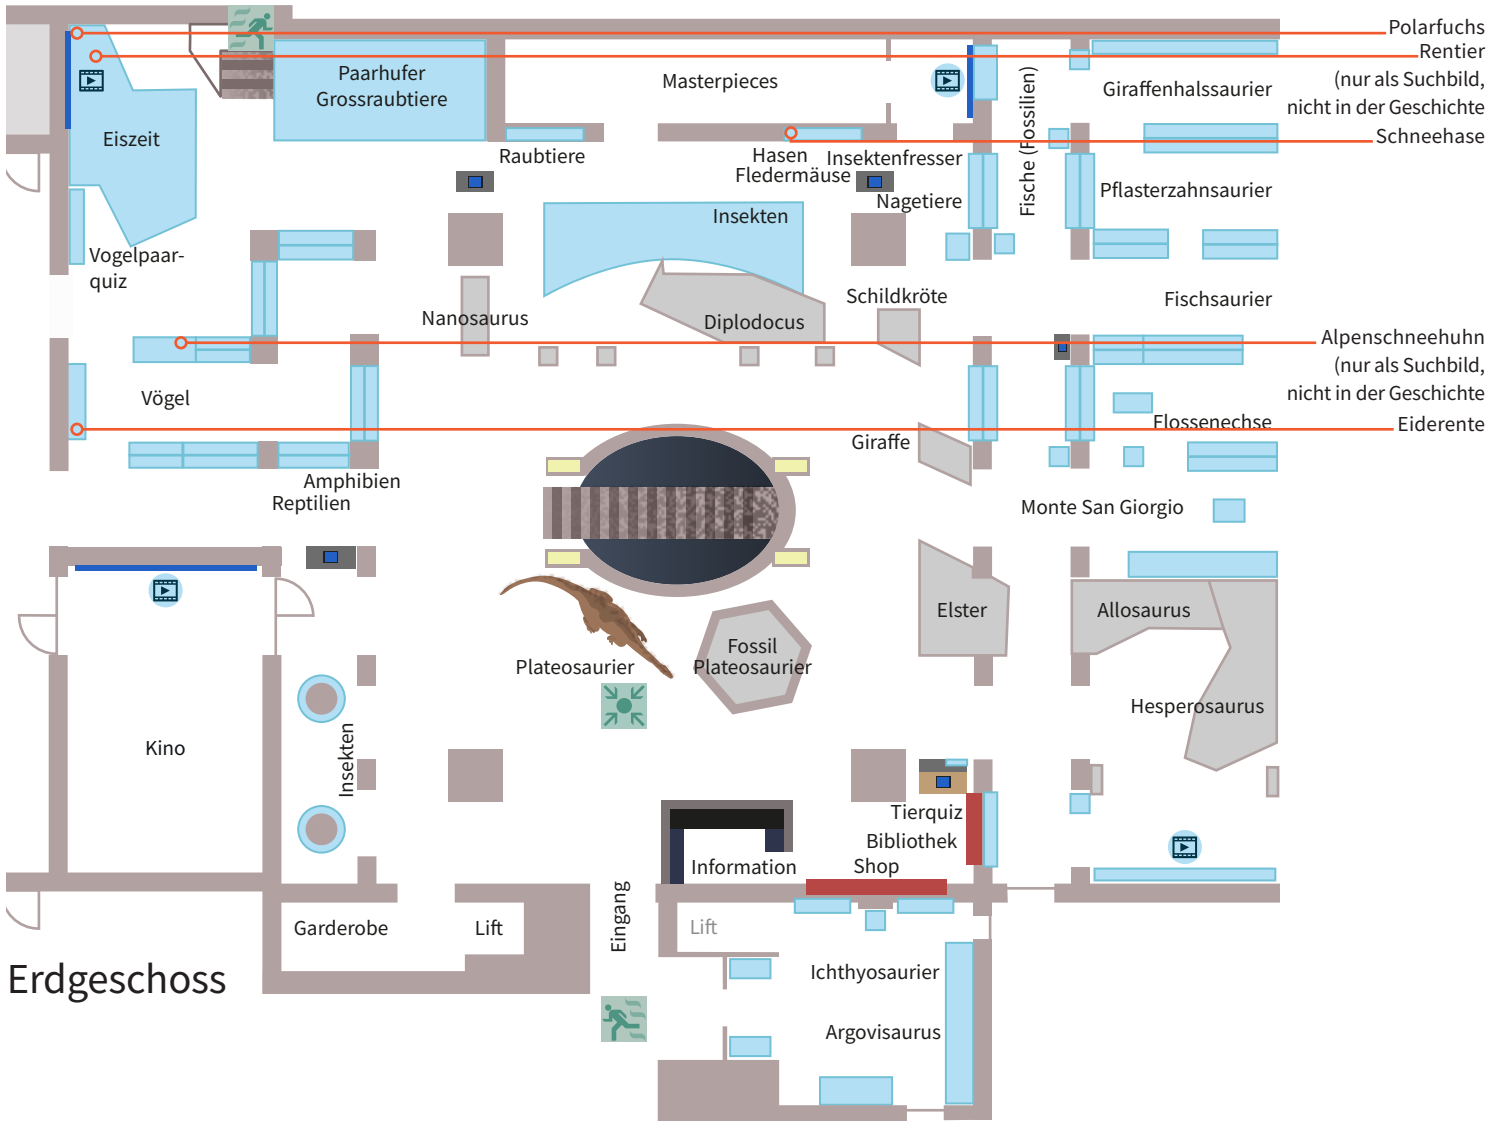 Polarfuchs
Rentier
(nur als Suchbild,
nicht in der Geschichte
Schneehase
Alpenschneehuhn
(nur als Suchbild,
nicht in der Geschichte
Eiderente
Paarhufer
Grossraubtiere
Masterpieces
Giraffenhalssaurier
Eiszeit
Raubtiere
Hasen
Fledermäuse
Insektenfresser
Nagetiere
Fische (Fossilien)
Pflasterzahnsaurier
Insekten
Vogelpaar-
quiz
Nanosaurus
Diplodocus
Schildkröte
Fischsaurier
Vögel
Giraffe
Flossenechse
Amphibien
Reptilien
Monte San Giorgio
Elster
Allosaurus
Plateosaurier
Fossil
Plateosaurier
Hesperosaurus
Kino
Insekten
Tierquiz
Bibliothek
Shop
Information
Garderobe
Lift
Eingang
Lift
Ichthyosaurier
Argovisaurus
Erdgeschoss